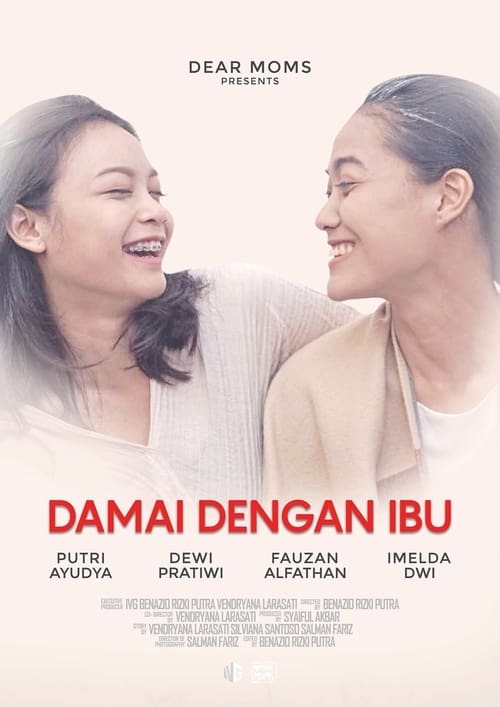 DEAR MOMS
PRESENTS
DAMAI DENGAN IBU
PUTRI AYUDYA
DEWI PRATIWI
FAUZAN ALFATHAN
IMELDA DWI
EXECUTIVE PRODUCER IVG BENAZIO RIZKI PUTRA VENDRYANA LARASATI DIRECTED BY BENAZIO RIZKI PUTRA
CO-DIRECTOR BY VENDRYANA LARASATI PRODUCED BY SYAIFUL AKBAR
STORY BY VENDRYANA LARASATI SILVIANA SANTOSO SALMAN FARIZ
DIRECTOR OF PHOTOGRAPHY SALMAN FARIZ EDITED BY BENAZIO RIZKI PUTRA